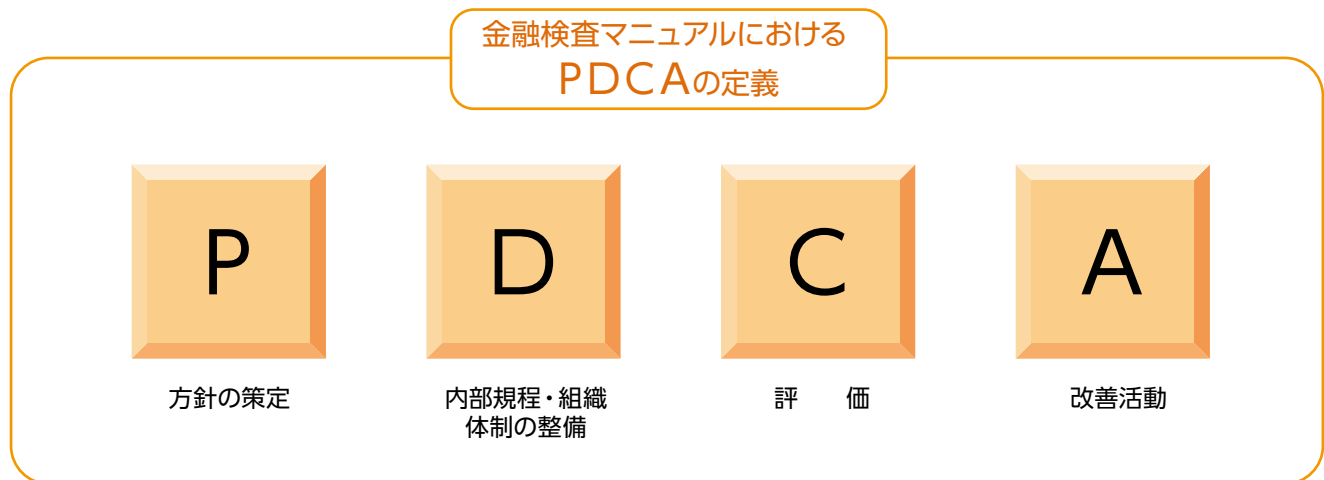 金融検査マニュアルにおける
PDCAの定義
P
D
C
A
方針の策定
内部規程・組織
体制の整備
評　価
改善活動